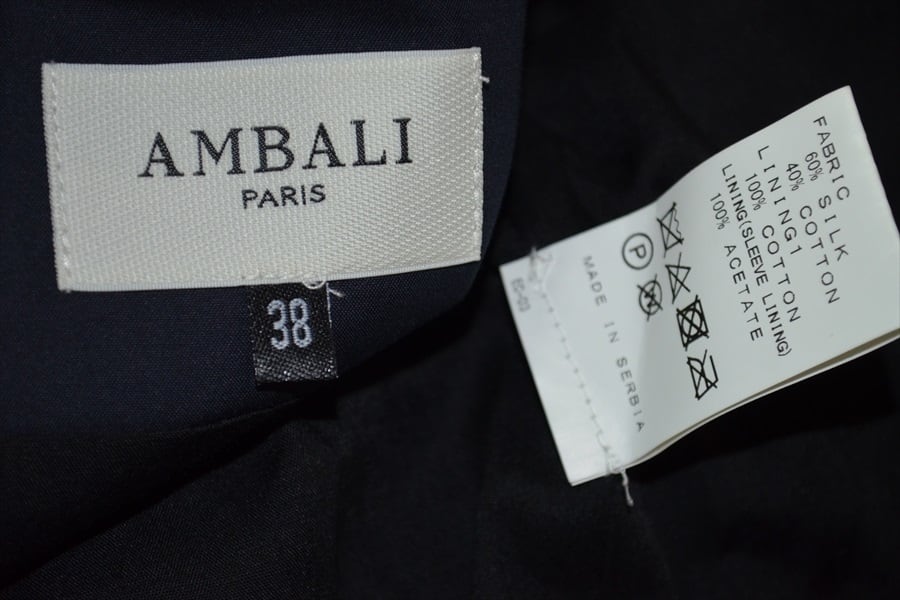 AMBALI
PARIS
38
FABRIC
60% SILK
40% COTTON
LINING1
100% COTTON
LINING(SLEEVE LINING)
100% ACETATE
P
MADE IN SERBIA